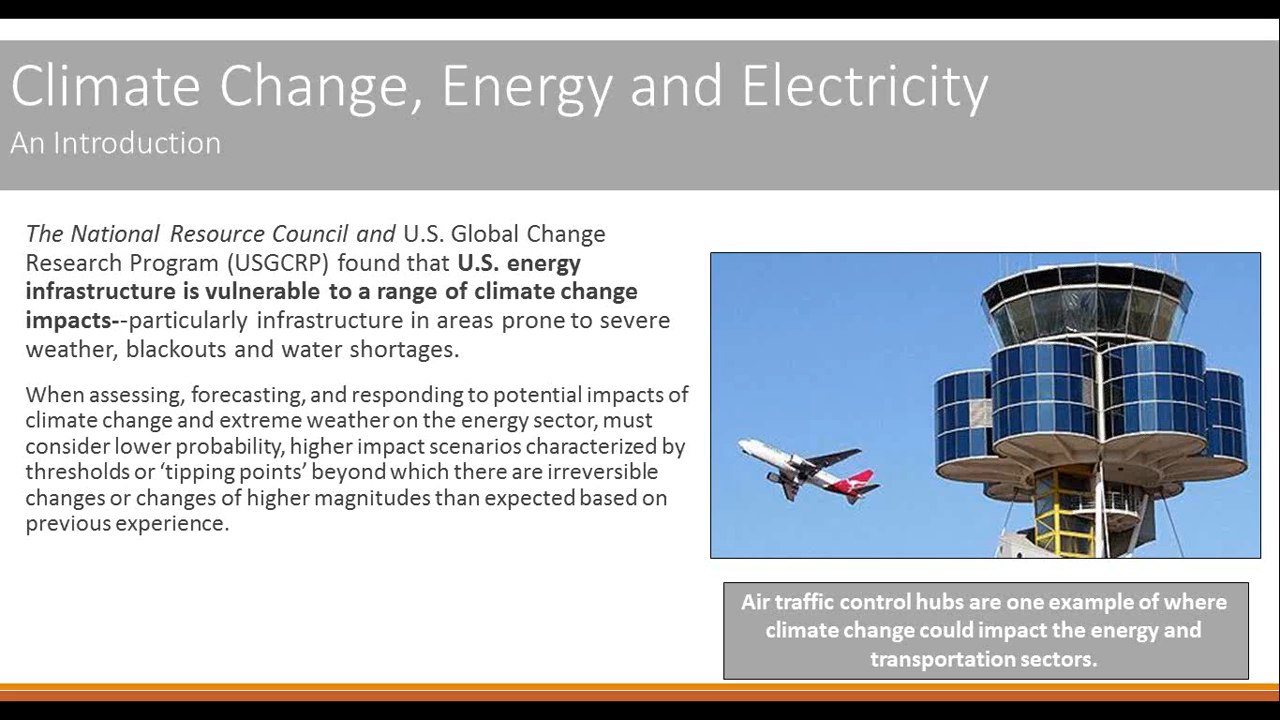 Climate Change, Energy and Electricity
An Introduction
The National Resource Council and U.S. Global Change
Research Program (USGCRP) found that U.S. energy
infrastructure is vulnerable to a range of climate change
impacts--particularly infrastructure in areas prone to severe
weather, blackouts and water shortages.
When assessing, forecasting, and responding to potential impacts of
climate change and extreme weather on the energy sector, must
consider lower probability, higher impact scenarios characterized by
thresholds or ‘tipping points’ beyond which there are irreversible
changes or changes of higher magnitudes than expected based on
previous experience.
Air traffic control hubs are one example of where
climate change could impact the energy and
transportation sectors.